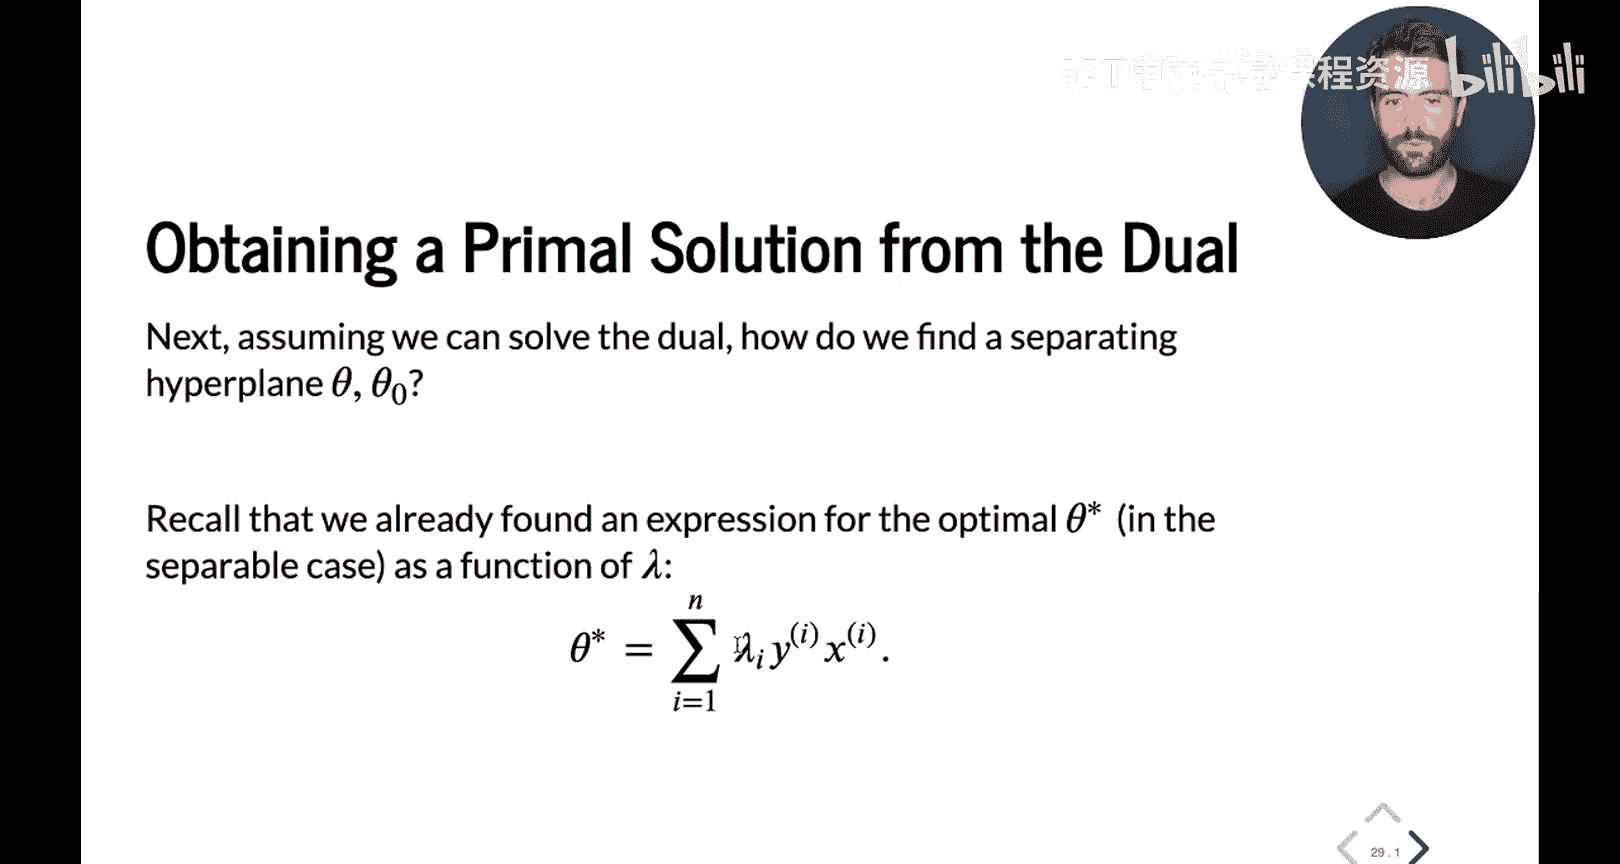 程资源 bilibili
Obtaining a Primal Solution from the Dual
Next, assuming we can solve the dual, how do we find a separating
hyperplane θ, θ₀?
Recall that we already found an expression for the optimal θ* (in the
separable case) as a function of λ:
θ* = ∑ᵢ₌₁ⁿ λᵢ y⁽ⁱ⁾ x⁽ⁱ⁾.
29.1